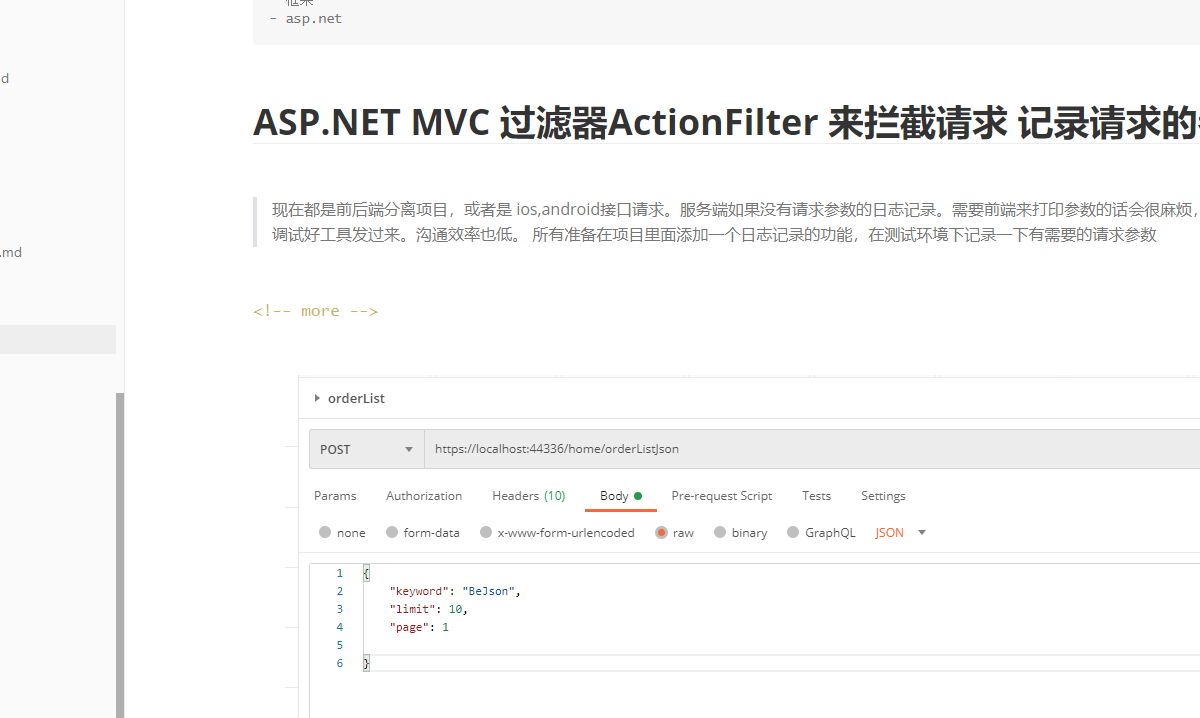 框架
- asp.net
d
ASP.NET MVC 过滤器ActionFilter 来拦截请求 记录请求的
现在都是前后端分离项目，或者是 ios,android接口请求。服务端如果没有请求参数的日志记录。需要前端来打印参数的话会很麻烦，
调试好工具发过来。沟通效率也低。 所有准备在项目里面添加一个日志记录的功能，在测试环境下记录一下有需要的请求参数
.md
<!-- more -->
orderList
POST https://localhost:44336/home/orderListJson
Params Authorization Headers (10) Body Pre-request Script Tests Settings
none form-data x-www-form-urlencoded raw binary GraphQL JSON
1 {
2 "keyword": "BeJson",
3 "limit": 10,
4 "page": 1
5
6 }